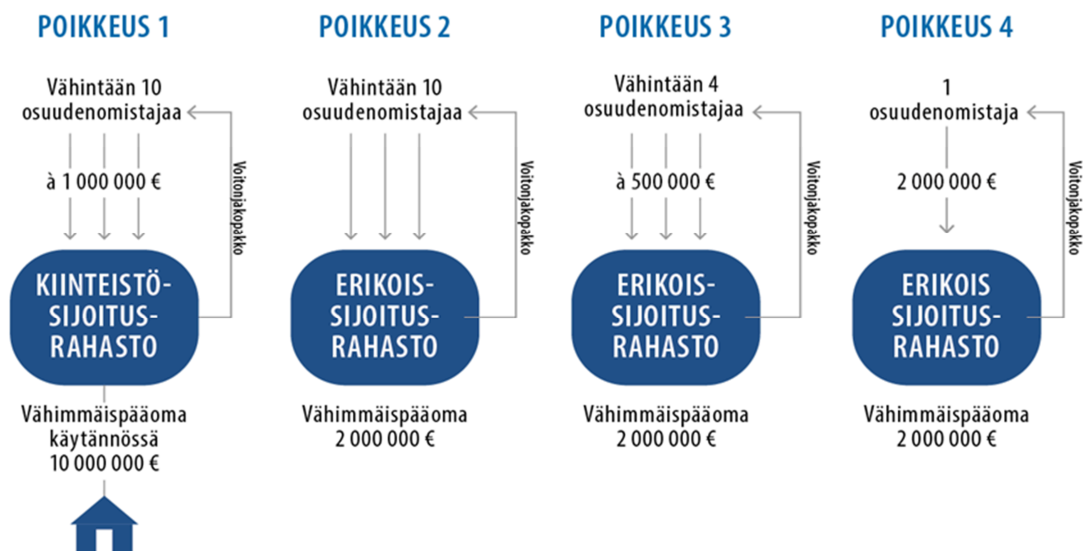 POIKKEUS 1
Vähintään 10
osuudenomistajaa
à 1 000 000 €
Voitonjakopakko
KIINTEISTÖ-
SIJOITUS-
RAHASTO
Vähimmäispääoma
käytännössä
10 000 000 €
POIKKEUS 2
Vähintään 10
osuudenomistajaa
Voitonjakopakko
ERIKOIS-
SIJOITUS-
RAHASTO
Vähimmäispääoma
2 000 000 €
POIKKEUS 3
Vähintään 4
osuudenomistajaa
à 500 000 €
Voitonjakopakko
ERIKOIS-
SIJOITUS-
RAHASTO
Vähimmäispääoma
2 000 000 €
POIKKEUS 4
1
osuudenomistaja
2 000 000 €
Voitonjakopakko
ERIKOIS
SIJOITUS-
RAHASTO
Vähimmäispääoma
2 000 000 €